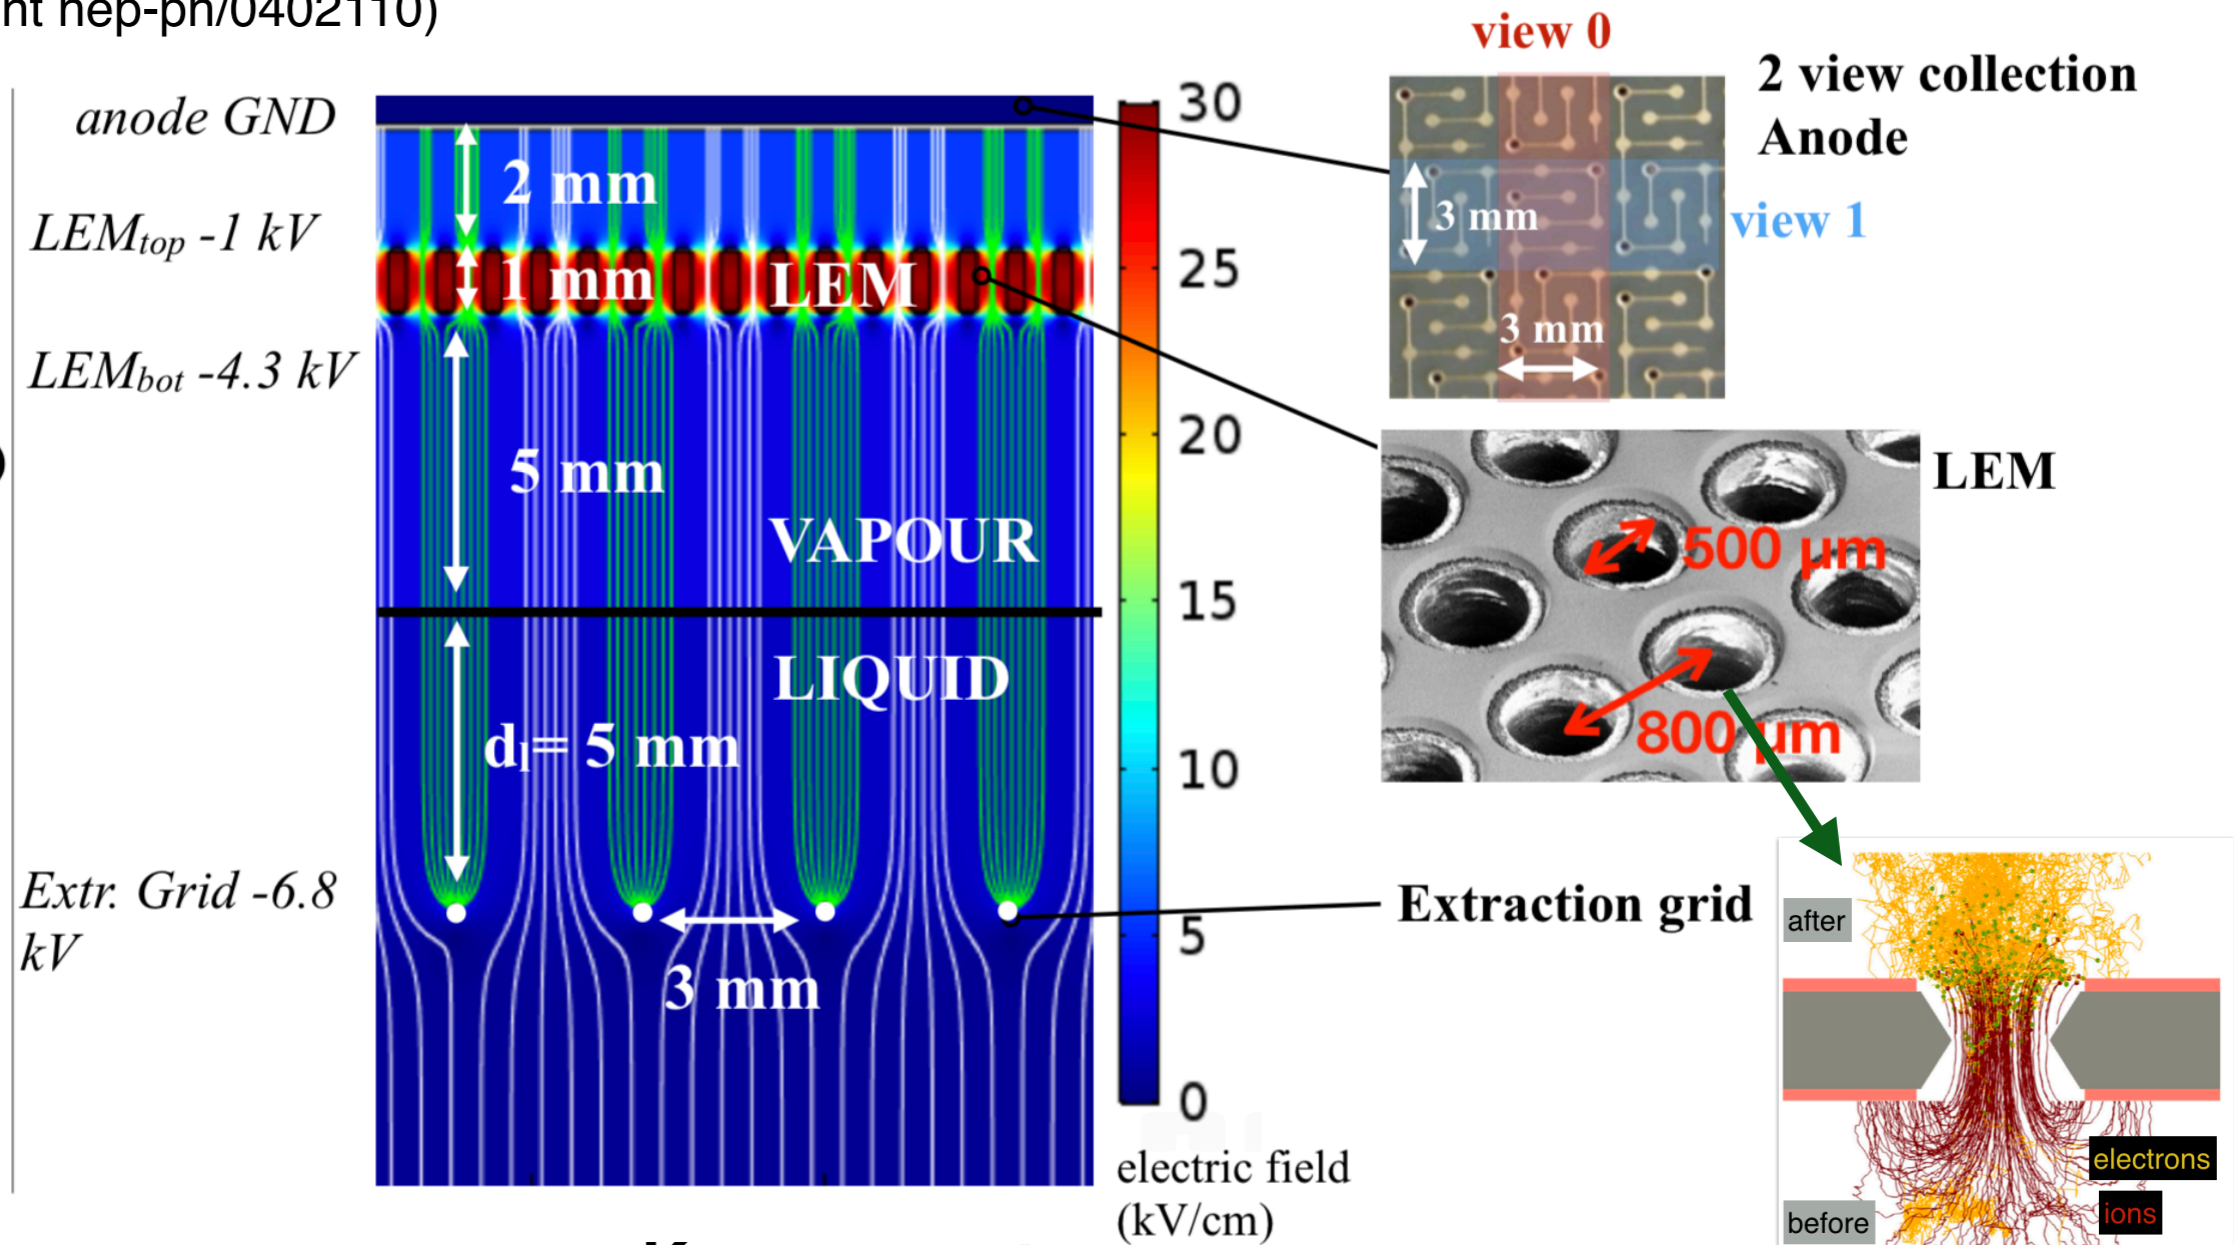 nt hep-ph/0402110)
anode GND
LEMtop -1 kV
LEMbot -4.3 kV
Extr. Grid -6.8
kV
2 mm
1 mm
LEM
5 mm
VAPOUR
LIQUID
dl= 5 mm
3 mm
30
25
20
15
10
5
0
electric field
(kV/cm)
view 0
2 view collection
Anode
view 1
3 mm
3 mm
LEM
500 μm
800 μm
Extraction grid
after
electrons
ions
before